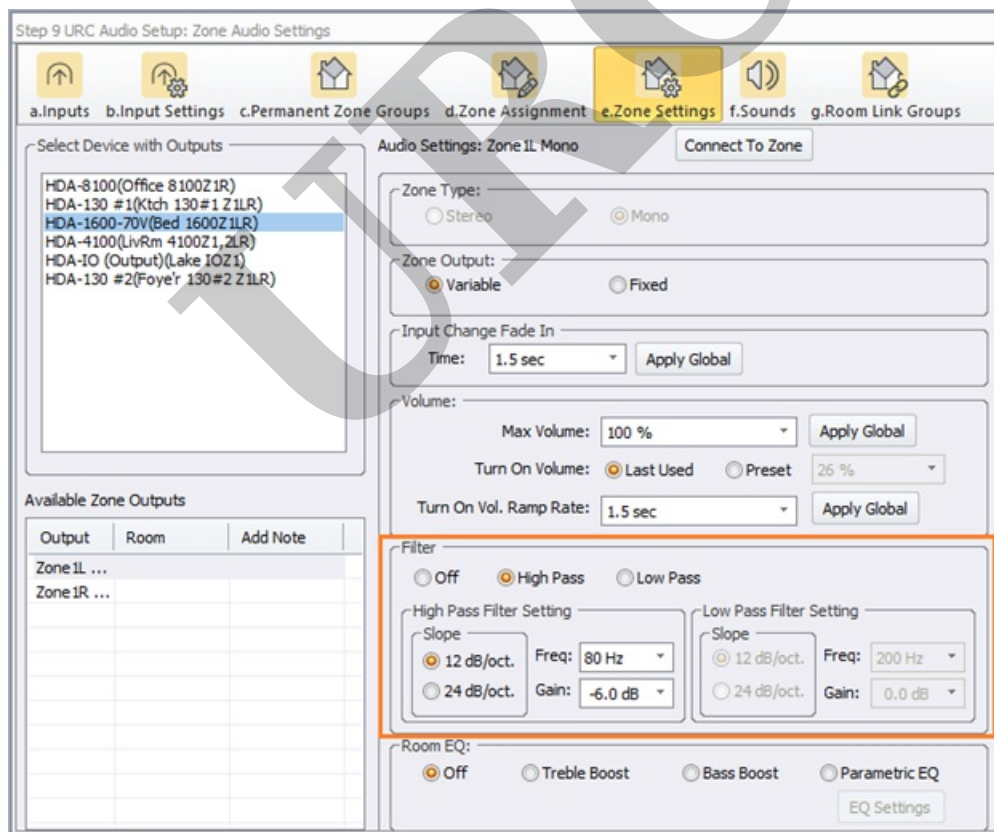 Step 9 URC Audio Setup: Zone Audio Settings
a.Inputs b.Input Settings c.Permanent Zone Groups d.Zone Assignment e.Zone Settings f.Sounds g.Room Link Groups
Select Device with Outputs
HDA-8100(Office 8100Z1R)
HDA-130 #1(Ktch 130#1 Z1LR)
HDA-1600-70V(Bed 1600Z1LR)
HDA-4100(LivRm 4100Z1,2LR)
HDA-IO (Output)(Lake IOZ1)
HDA-130 #2(Foye'r 130#2 Z1LR)
Available Zone Outputs
Output Room Add Note
Zone1L ...
Zone1R ...
Audio Settings: Zone 1L Mono Connect To Zone
Zone Type:
Stereo Mono
Zone Output:
Variable Fixed
Input Change Fade In
Time: 1.5 sec Apply Global
Volume:
Max Volume: 100 % Apply Global
Turn On Volume: Last Used Preset 26 %
Turn On Vol. Ramp Rate: 1.5 sec Apply Global
Filter
Off High Pass Low Pass
High Pass Filter Setting
Slope
12 dB/oct. Freq: 80 Hz
24 dB/oct. Gain: -6.0 dB
Low Pass Filter Setting
Slope
12 dB/oct. Freq: 200 Hz
24 dB/oct. Gain: 0.0 dB
Room EQ:
Off Treble Boost Bass Boost Parametric EQ
EQ Settings
URC